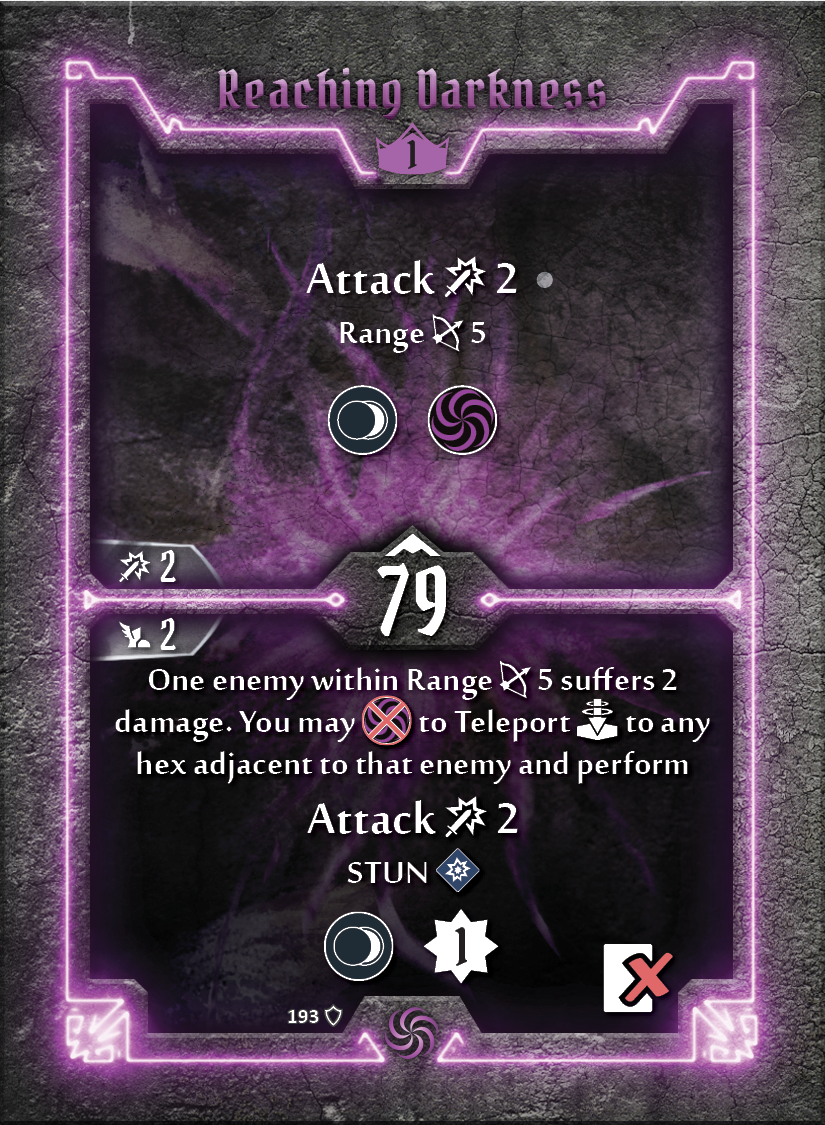 Reaching Darkness
1
Attack 2
Range 5
2
79
2
One enemy within Range 5 suffers 2
damage. You may to Teleport to any
hex adjacent to that enemy and perform
Attack 2
STUN
1
193